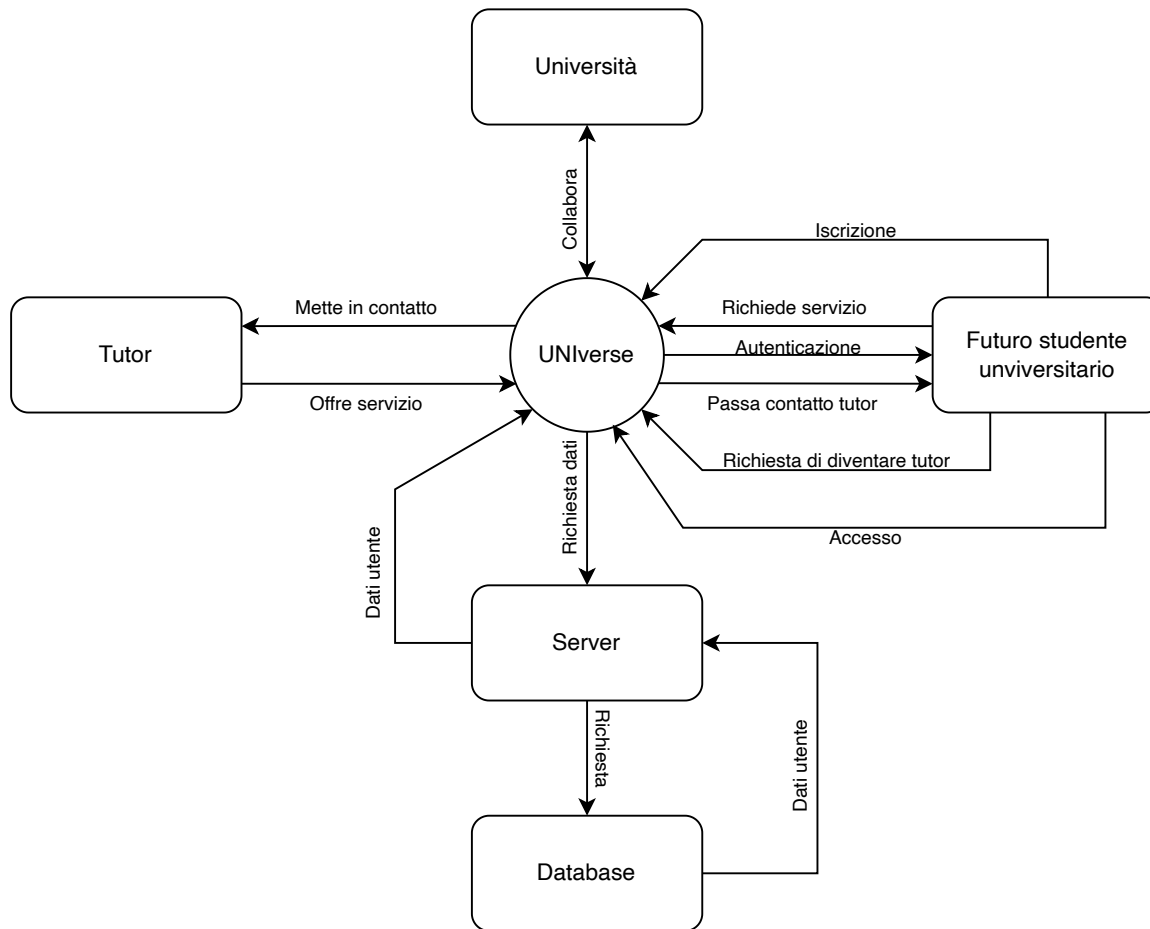 Università
Collabora
Iscrizione
Mette in contatto
Richiede servizio
Tutor
UNIverse
Autenticazione
Futuro studente
unviversitario
Offre servizio
Passa contatto tutor
Richiesta dati
Richiesta di diventare tutor
Accesso
Dati utente
Server
Richiesta
Dati utente
Database